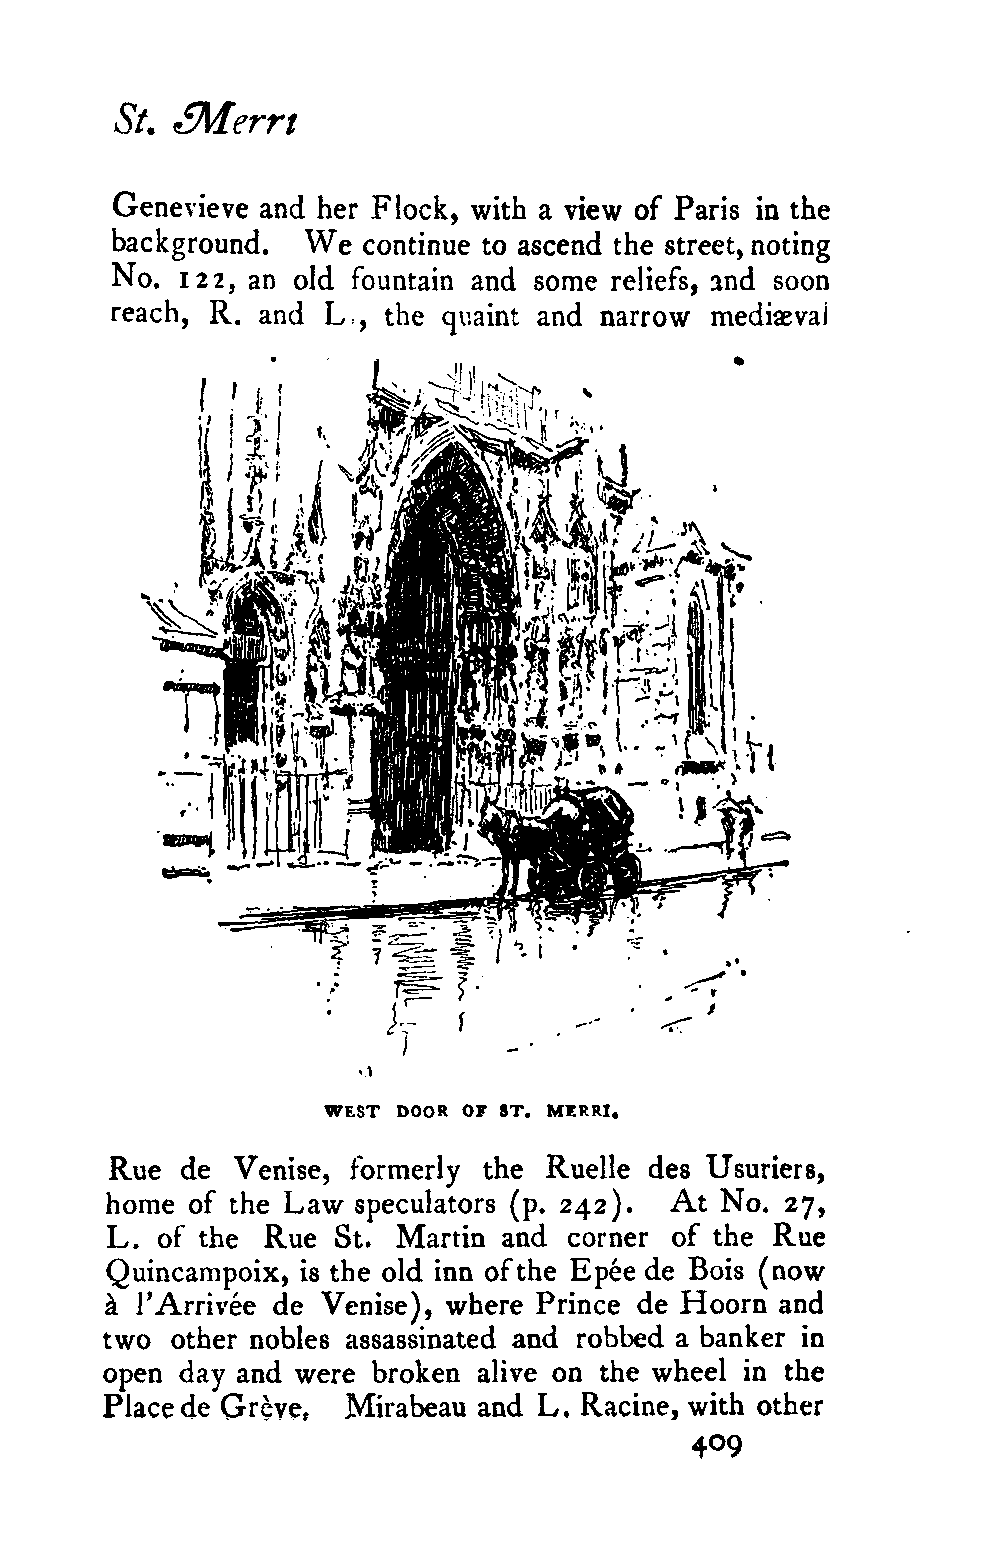 St. Merri
Genevieve and her Flock, with a view of Paris in the
background. We continue to ascend the street, noting
No. 122, an old fountain and some reliefs, and soon
reach, R. and L., the quaint and narrow mediæval
WEST DOOR OF ST. MERRI.
Rue de Venise, formerly the Ruelle des Usuriers,
home of the Law speculators (p. 242). At No. 27,
L. of the Rue St. Martin and corner of the Rue
Quincampoix, is the old inn of the Epée de Bois (now
à l'Arrivée de Venise), where Prince de Hoorn and
two other nobles assassinated and robbed a banker in
open day and were broken alive on the wheel in the
Place de Grève. Mirabeau and L. Racine, with other
409